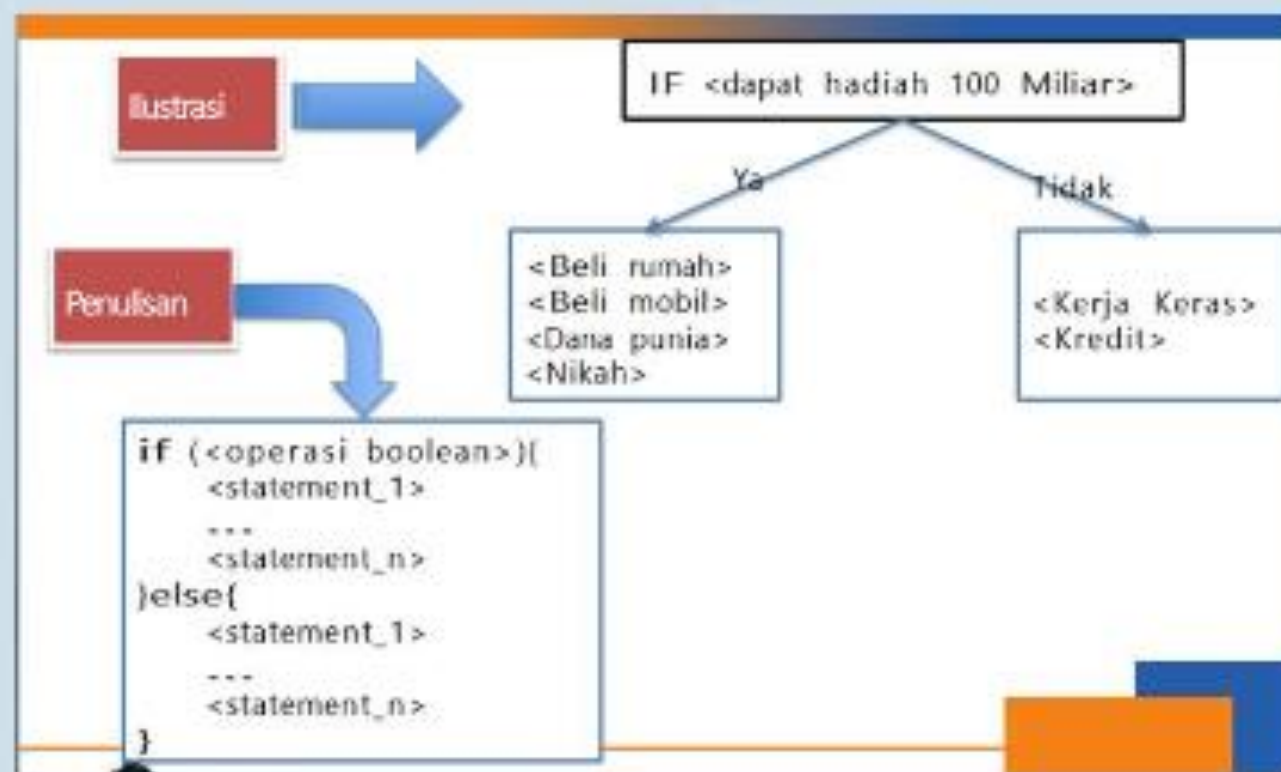 Ilustrasi
IF <dapat hadiah 100 Miliar>
Ya
Tidak
<Beli rumah>
<Beli mobil>
<Dana punia>
<Nikah>
<Kerja Keras>
<Kredit>
Penulisan
if (<operasi boolean>){
<statement_1>
...
<statement_n>
}else{
<statement_1>
...
<statement_n>
}